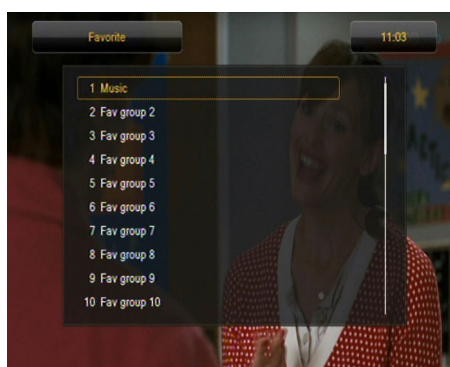 Favorite
11:03
1 Music
2 Fav group 2
3 Fav group 3
4 Fav group 4
5 Fav group 5
6 Fav group 6
7 Fav group 7
8 Fav group 8
9 Fav group 9
10 Fav group 10